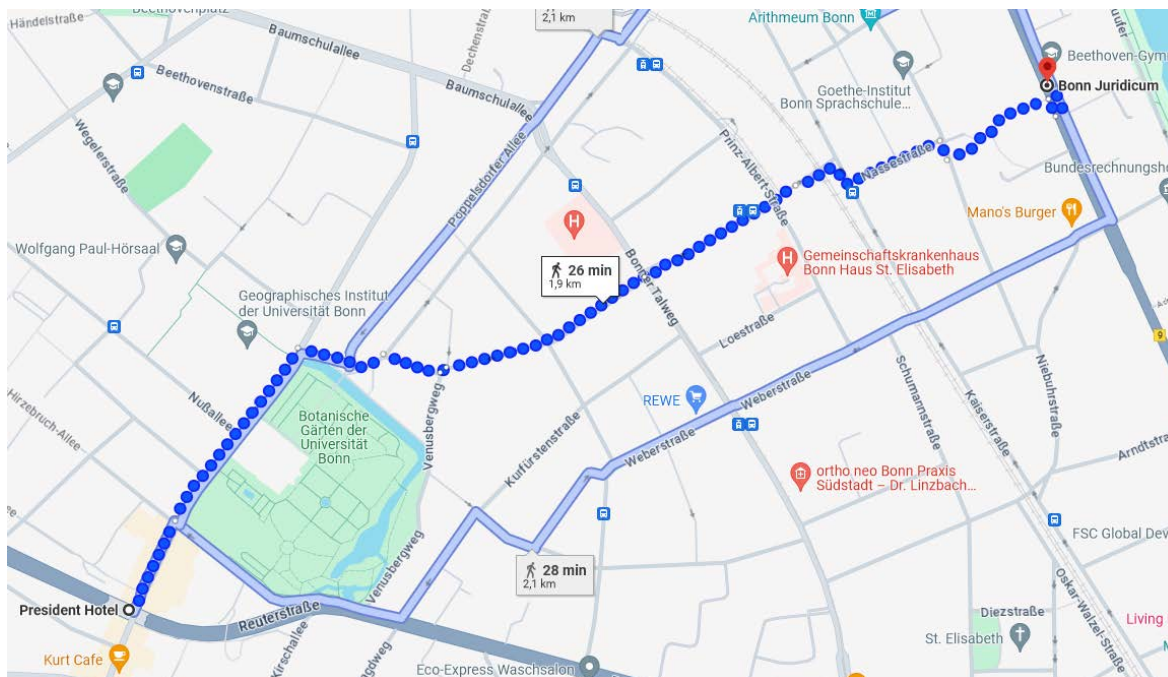 Beethovenplatz
2,1 km
Händelstraße
Baumschulallee
Dechenstraße
Arithmeum Bonn
Beethoven-Gym
Beethovenstraße
Baumschulallee
Goethe-Institut
Bonn Sprachschule...
Bonn Juridicum
Wegelerstraße
Poppelsdorfer Allee
Prinz-Albert-Straße
Nassestraße
Bundesrechnungsho
Mano's Burger
Wolfgang Paul-Hörsaal
Bonner Talweg
Gemeinschaftskrankenhaus
Bonn Haus St. Elisabeth
26 min
1,9 km
Geographisches Institut
der Universität Bonn
Loestraße
9
Nußallee
Venusbergweg
REWE
Weberstraße
Schumannstraße
Kaiserstraße
Niebuhrstraße
Hirzebruch-Allee
Botanische
Gärten der
Universität
Bonn
Kurfürstenstraße
Weberstraße
Arndtstra
ortho neo Bonn Praxis
Südstadt – Dr. Linzbach...
FSC Global Dev
28 min
2,1 km
Venusbergweg
President Hotel
Reuterstraße
Oskar-Walzel-Straße
Diezstraße
Living
Kurt Cafe
Kirschallee
Eco-Express Waschsalon
St. Elisabeth